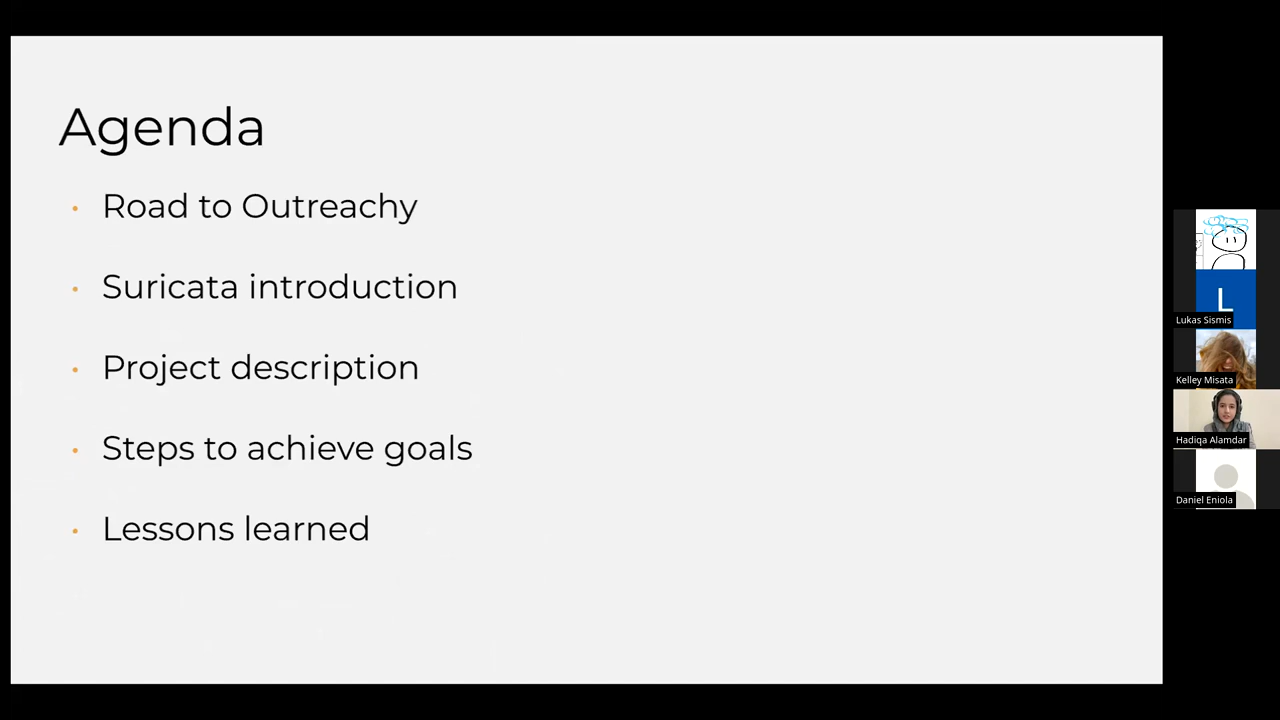 Agenda
• Road to Outreachy
• Suricata introduction
• Project description
• Steps to achieve goals
• Lessons learned
L
Lukas Sismis
Kelley Misata
Hadiqa Alamdar
Daniel Eniola